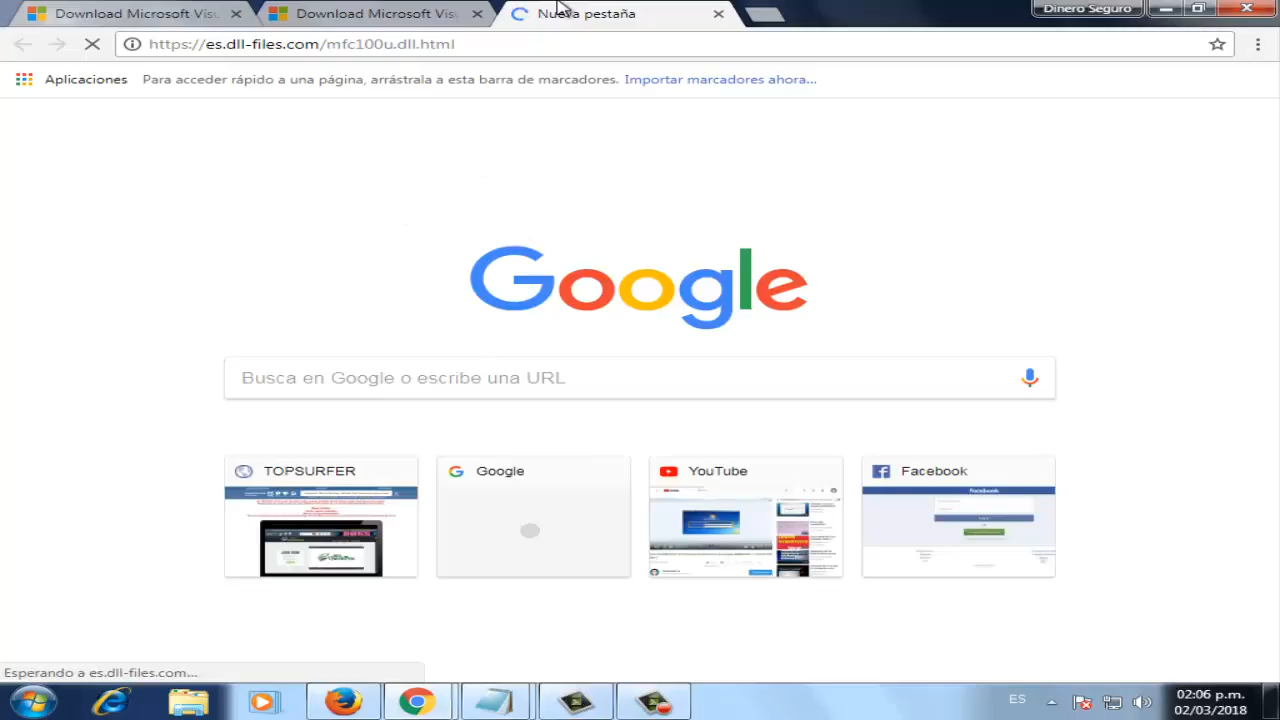 Download Microsoft Visu
Download Microsoft Visu
Nueva pestaña
Dinero Seguro
https://es.dll-files.com/mfc100u.dll.html
Aplicaciones
Para acceder rápido a una página, arrástrala a esta barra de marcadores. Importar marcadores ahora...
Google
Busca en Google o escribe una URL
TOPSURFER
Google
YouTube
Facebook
Esperando a es.dll-files.com...
ES
02:06 p.m.
02/03/2018